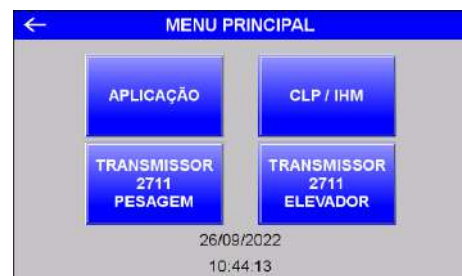 MENU PRINCIPAL
APLICAÇÃO
CLP / IHM
TRANSMISSOR
2711
PESAGEM
TRANSMISSOR
2711
ELEVADOR
26/09/2022
10:44:13